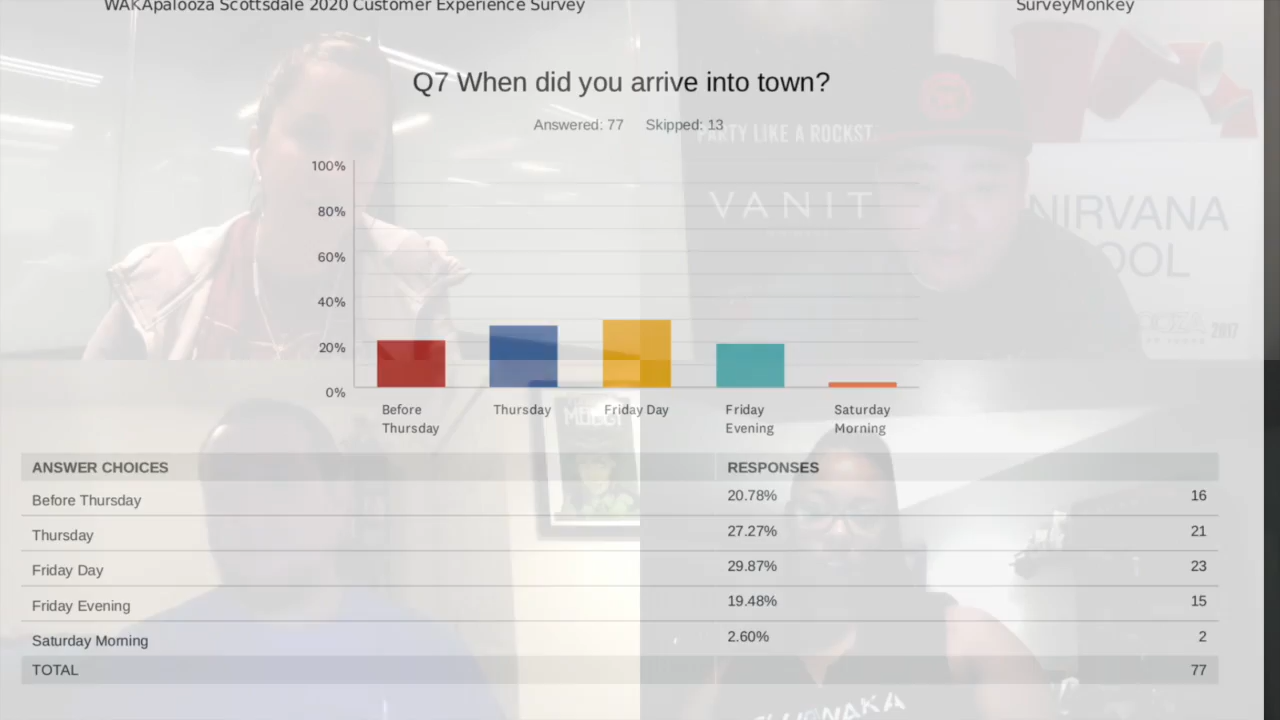 WAKApalooza Scottsdale 2020 Customer Experience Survey SurveyMonkey
Q7 When did you arrive into town?
Answered: 77 Skipped: 13
PARTY LIKE A ROCKST
100%
80%
60%
40%
20%
0%
VANIT
NIRVANA
OOL
2017
Before Thursday
Thursday
Friday Day
Friday Evening
Saturday Morning
ANSWER CHOICES RESPONSES
Before Thursday 20.78% 16
Thursday 27.27% 21
Friday Day 29.87% 23
Friday Evening 19.48% 15
Saturday Morning 2.60% 2
TOTAL 77